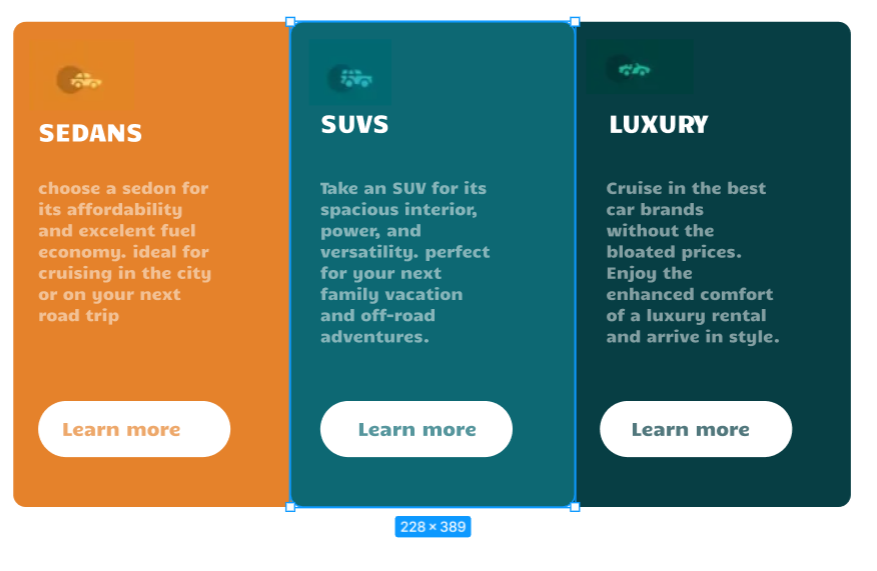 SEDANS
choose a sedon for
its affordability
and excelent fuel
economy. ideal for
cruising in the city
or on your next
road trip
Learn more
SUVS
Take an SUV for its
spacious interior,
power, and
versatility. perfect
for your next
family vacation
and off-road
adventures.
Learn more
LUXURY
Cruise in the best
car brands
without the
bloated prices.
Enjoy the
enhanced comfort
of a luxury rental
and arrive in style.
Learn more
228 × 389